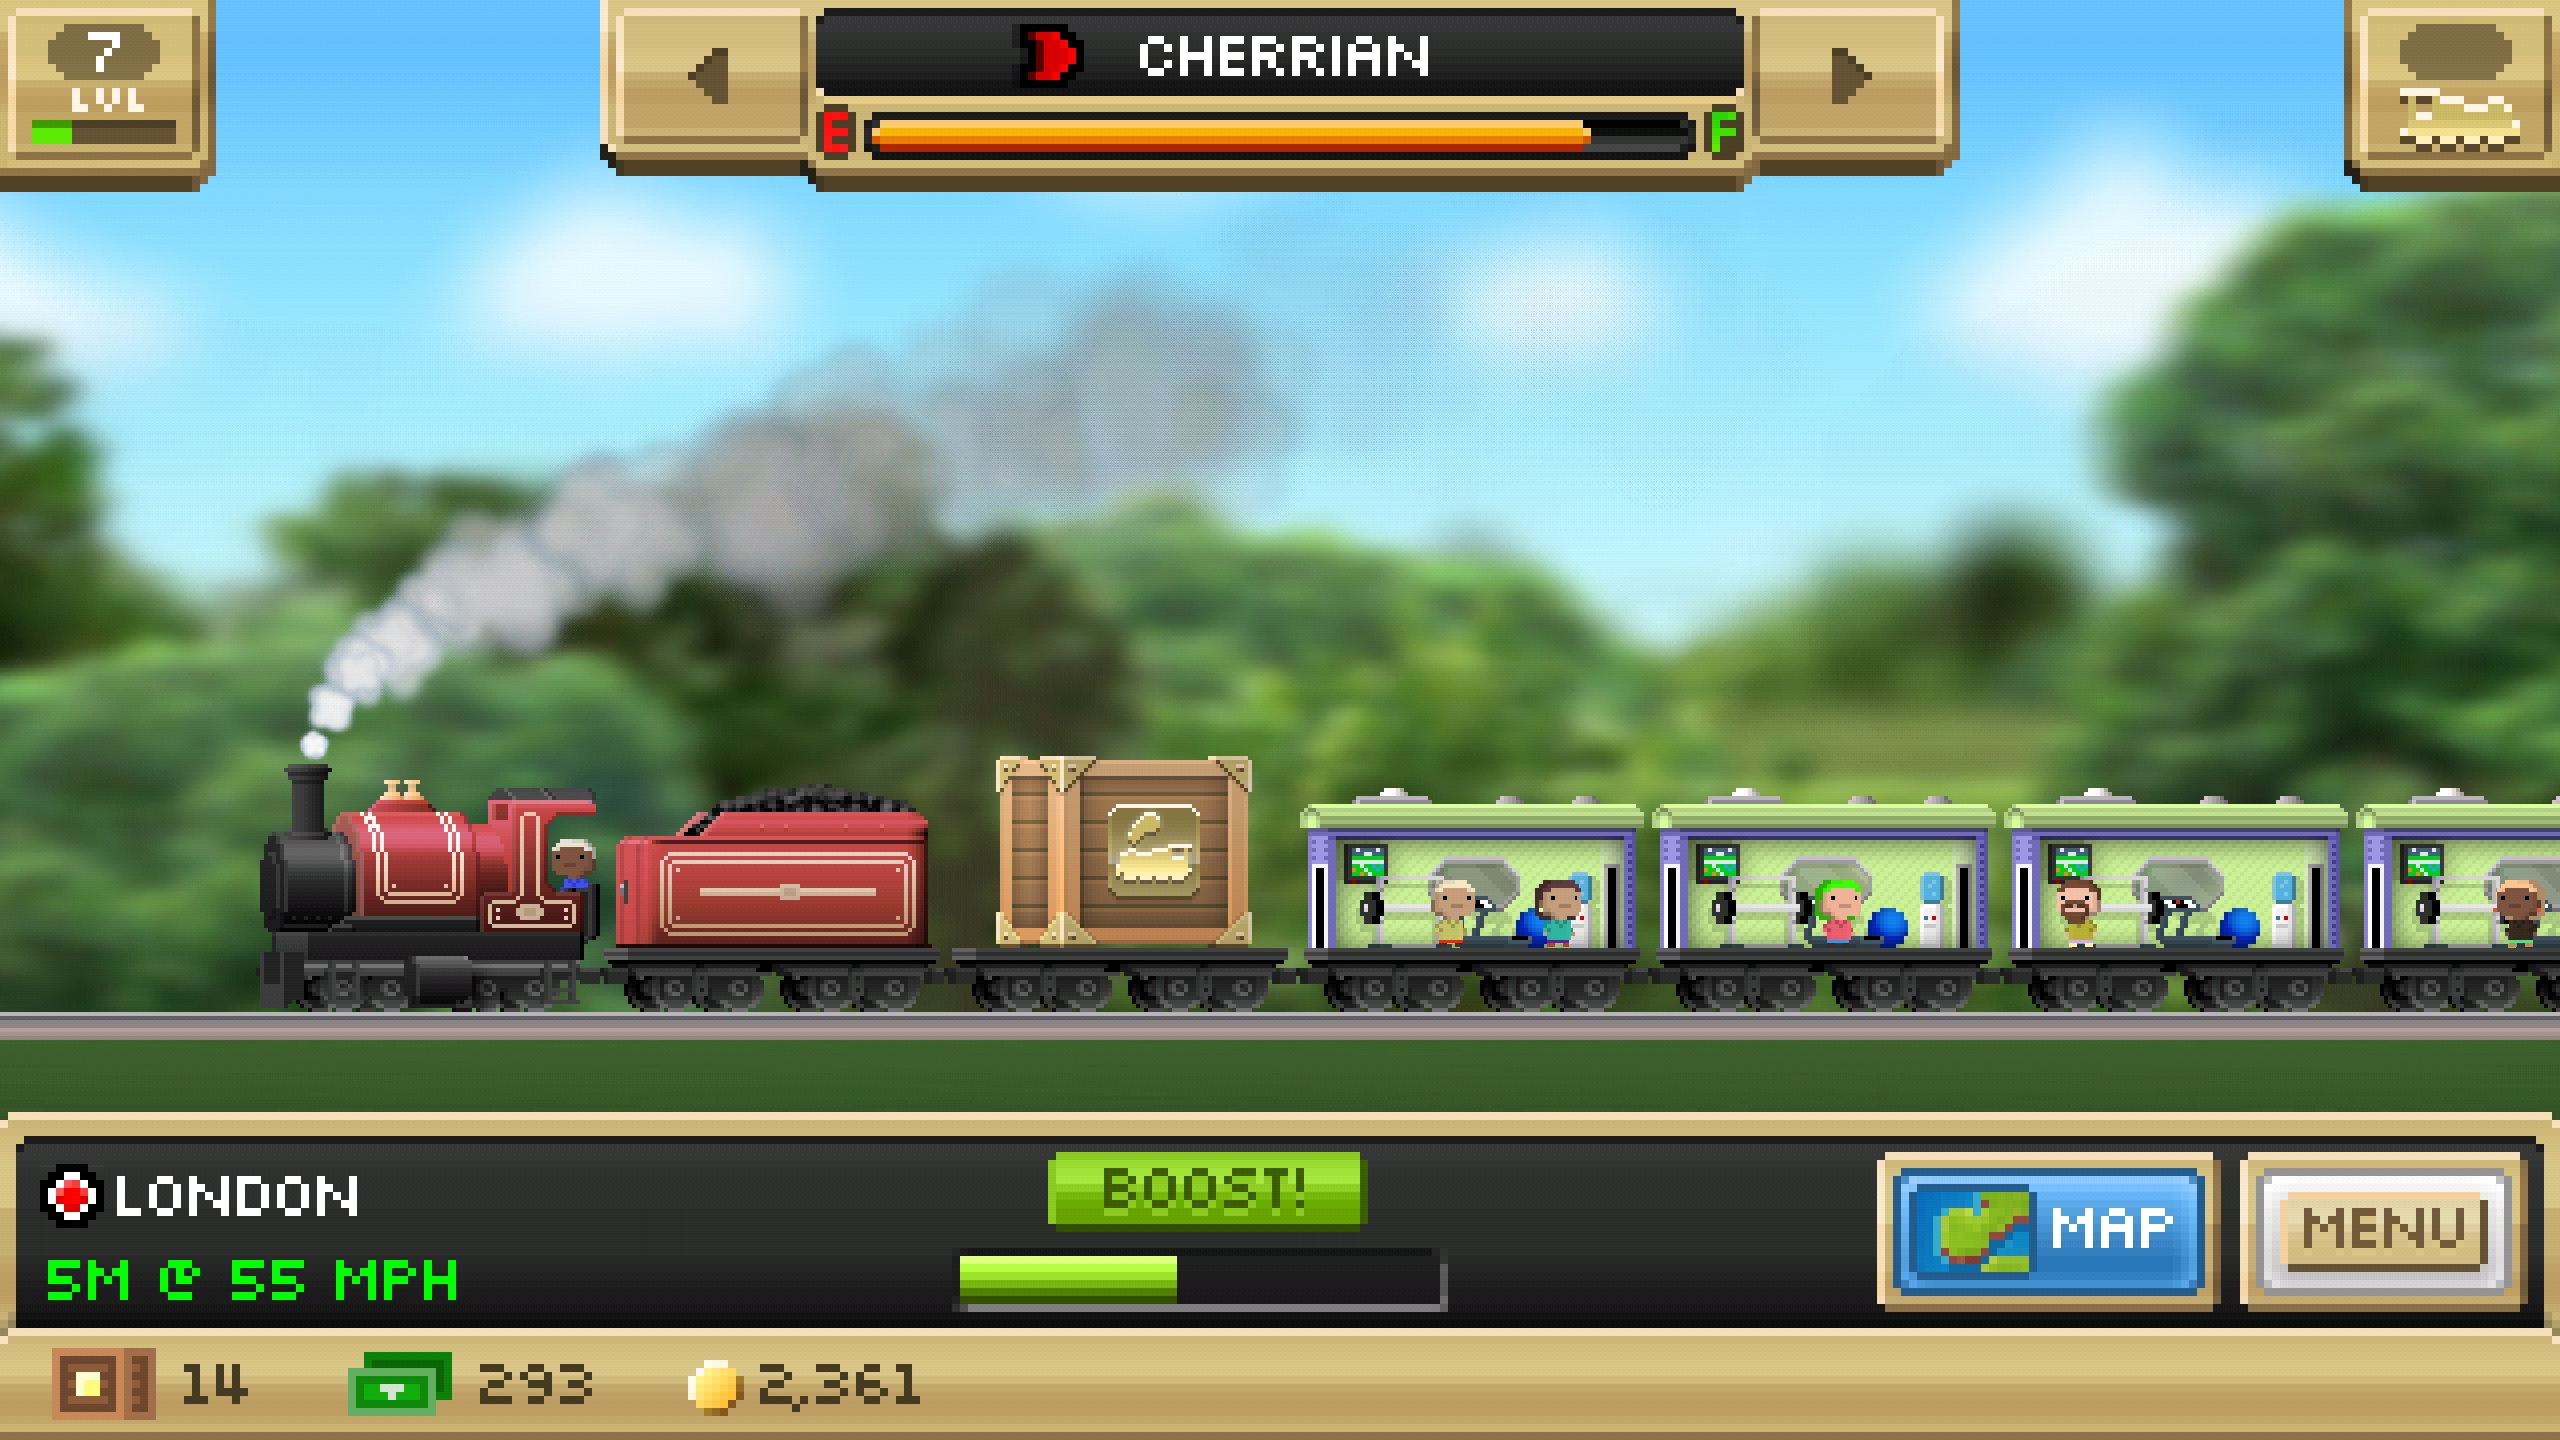 7
LVL
CHERRIAN
E F
LONDON
BOOST!
5M @ 55 MPH
MAP
MENU
14 293 2,361